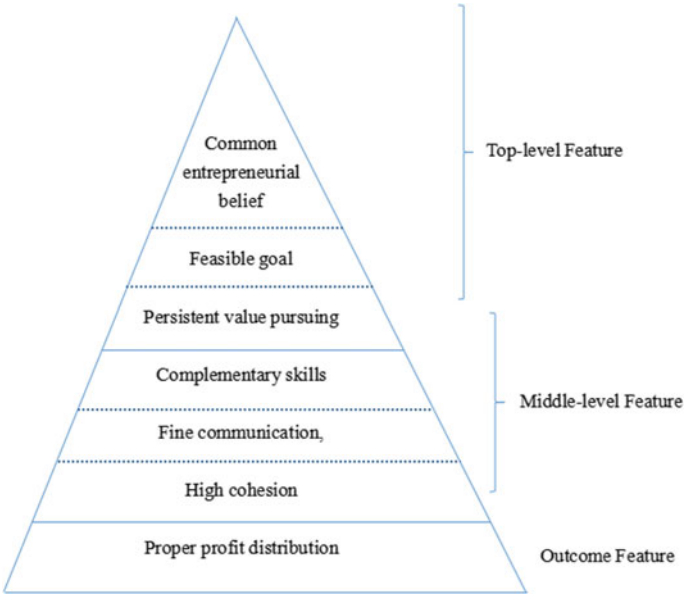 Common
entrepreneurial
belief
Top-level Feature
Feasible goal
Persistent value pursuing
Complementary skills
Middle-level Feature
Fine communication,
High cohesion
Proper profit distribution
Outcome Feature